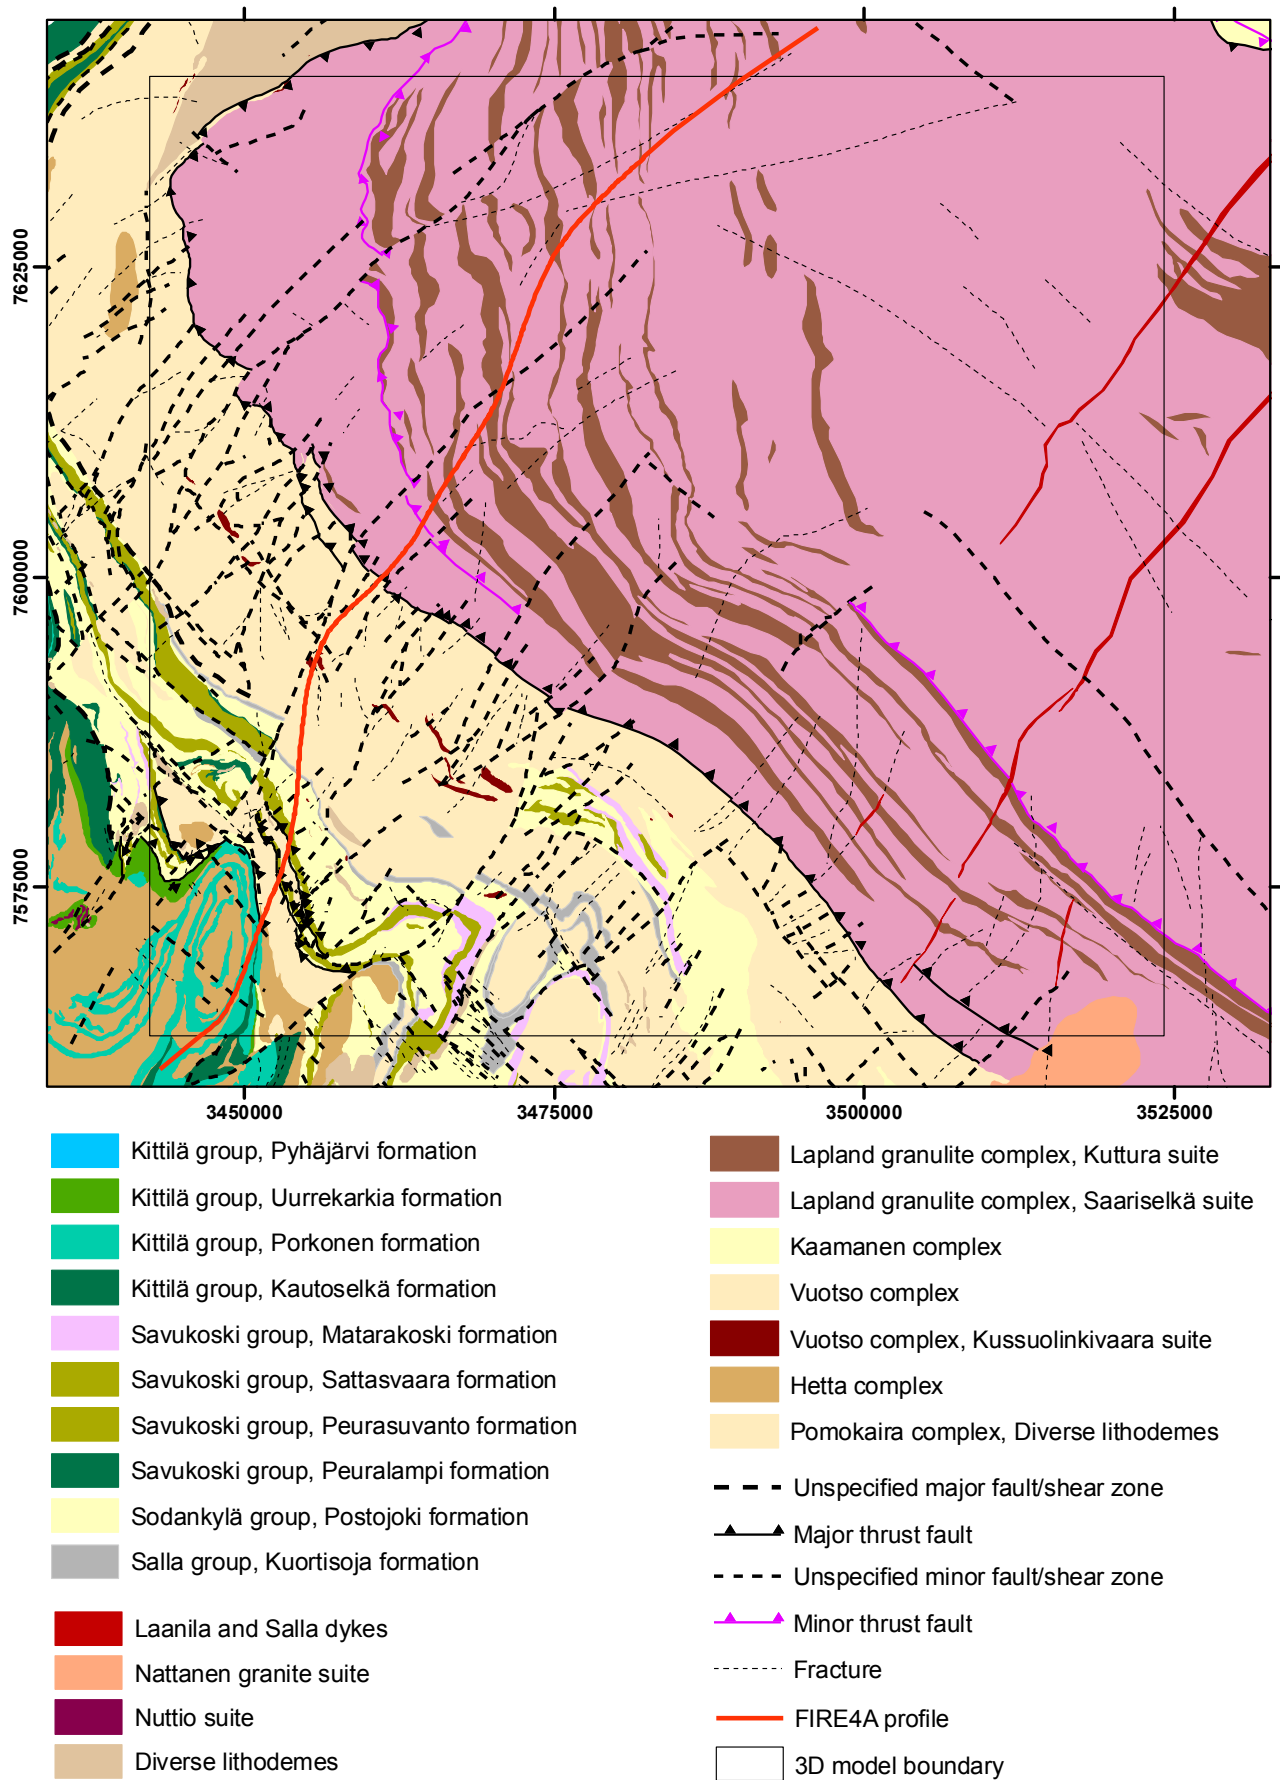 7625000
7600000
7575000
3450000
3475000
3500000
3525000
Kittilä group, Pyhäjärvi formation
Kittilä group, Uurrekarkia formation
Kittilä group, Porkonen formation
Kittilä group, Kautoselkä formation
Savukoski group, Matarakoski formation
Savukoski group, Sattasvaara formation
Savukoski group, Peurasuvanto formation
Savukoski group, Peuralampi formation
Sodankylä group, Postojoki formation
Salla group, Kuortisoja formation
Laanila and Salla dykes
Nattanen granite suite
Nuttio suite
Diverse lithodemes
Lapland granulite complex, Kuttura suite
Lapland granulite complex, Saariselkä suite
Kaamanen complex
Vuotso complex
Vuotso complex, Kussuolinkivaara suite
Hetta complex
Pomokaira complex, Diverse lithodemes
Unspecified major fault/shear zone
Major thrust fault
Unspecified minor fault/shear zone
Minor thrust fault
Fracture
FIRE4A profile
3D model boundary